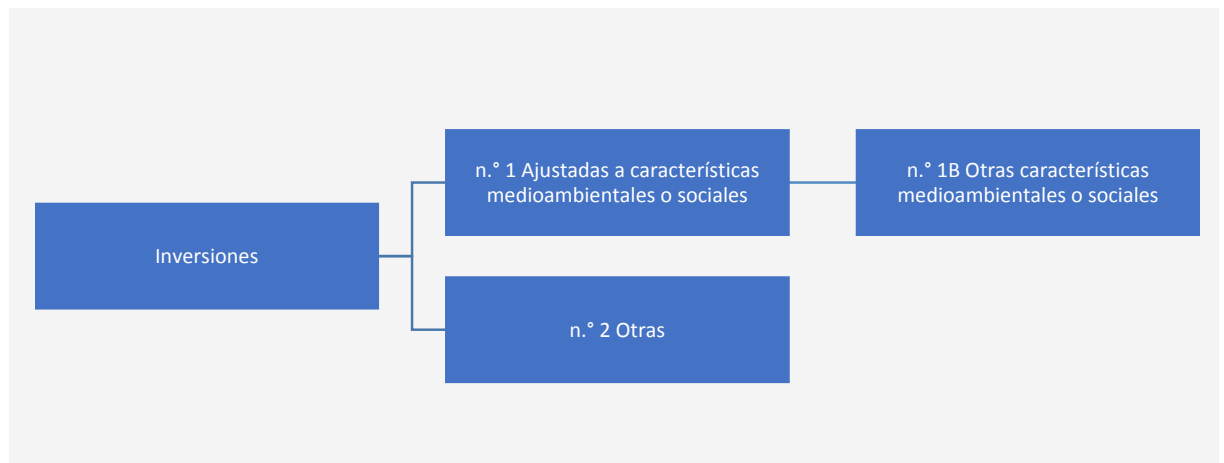 n.° 1 Ajustadas a características
medioambientales o sociales
n.° 1B Otras características
medioambientales o sociales
Inversiones
n.° 2 Otras